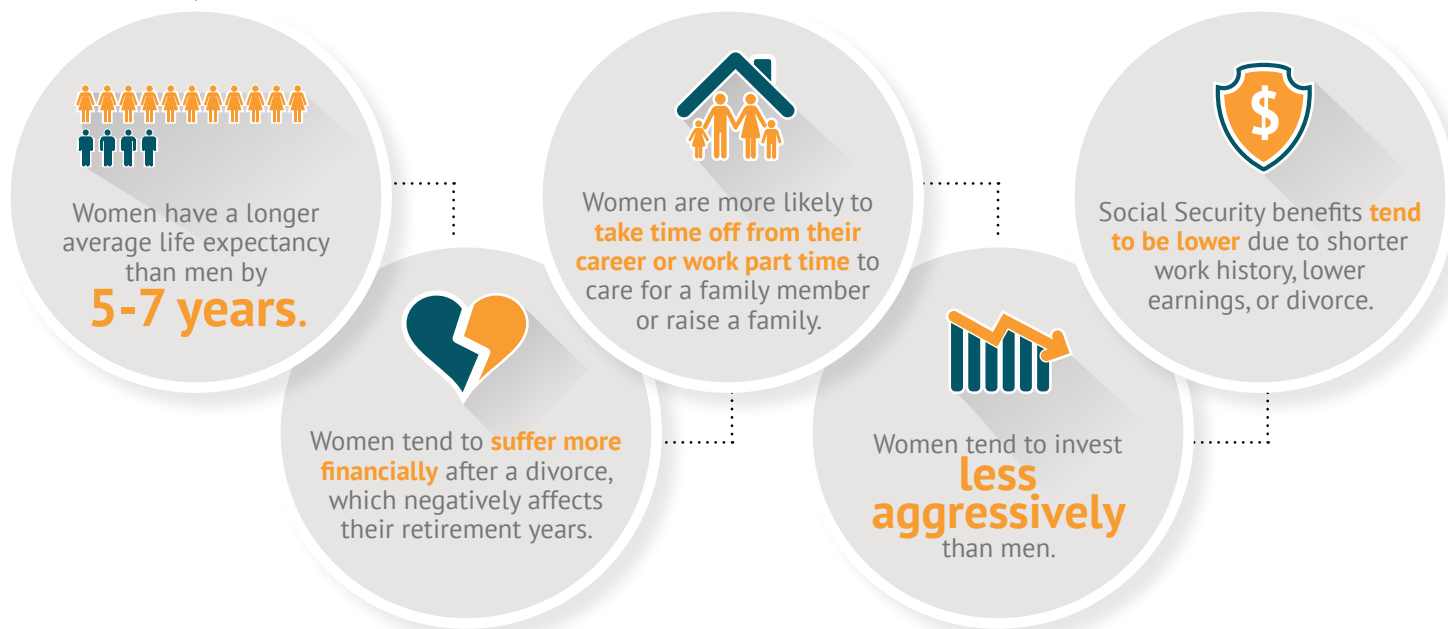 Women have a longer
average life expectancy
than men by
5-7 years.
Women tend to suffer more
financially after a divorce,
which negatively affects
their retirement years.
Women are more likely to
take time off from their
career or work part time to
care for a family member
or raise a family.
Women tend to invest
less
aggressively
than men.
$
Social Security benefits tend
to be lower due to shorter
work history, lower
earnings, or divorce.